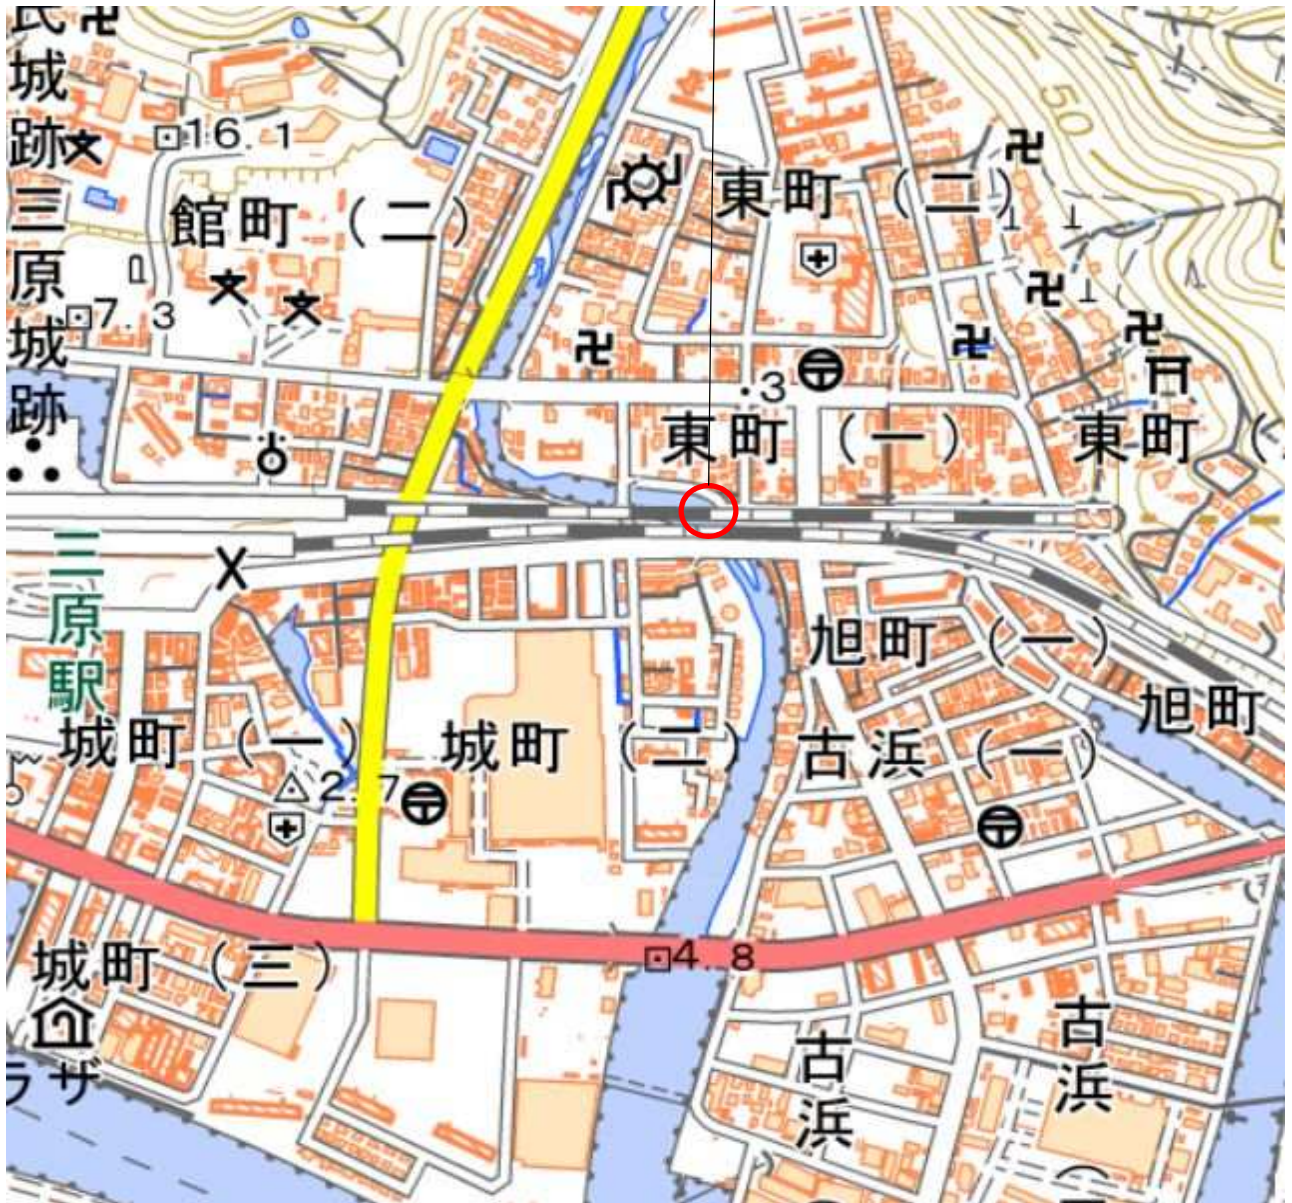 民城跡
三原城跡
16.1
50
館町（二）
東町（二）
7.3
・3
東町（一）
東町（
三原駅
旭町（一）
旭町
城町（一）
城町（二）
古浜（一）
2.7
城町（三）
4.8
古浜
古浜（
ラザ